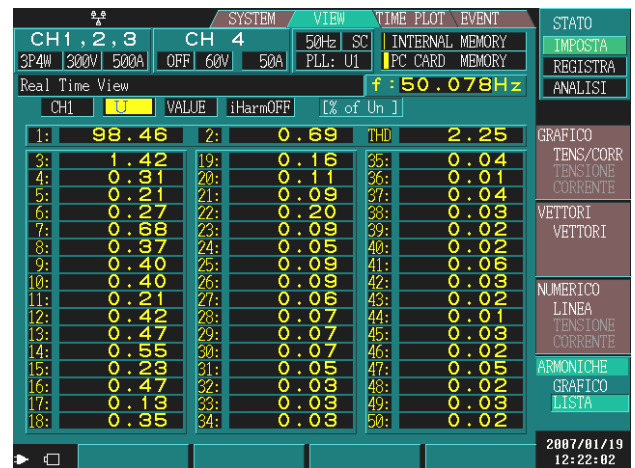 SYSTEM VIEW TIME PLOT EVENT
CH1,2,3 CH 4 50Hz SC INTERNAL MEMORY
3P4W 300V 500A OFF 60V 50A PLL: U1 PC CARD MEMORY
Real Time View f:50.078Hz
CH1 U VALUE iHarmOFF [% of Un ]
1: 98.46 2: 0.69 THD 2.25
3: 1.42 19: 0.16 35: 0.04
4: 0.31 20: 0.11 36: 0.01
5: 0.21 21: 0.09 37: 0.04
6: 0.27 22: 0.20 38: 0.03
7: 0.68 23: 0.09 39: 0.02
8: 0.37 24: 0.05 40: 0.02
9: 0.40 25: 0.09 41: 0.06
10: 0.40 26: 0.09 42: 0.03
11: 0.21 27: 0.06 43: 0.02
12: 0.42 28: 0.07 44: 0.01
13: 0.47 29: 0.07 45: 0.03
14: 0.55 30: 0.07 46: 0.02
15: 0.23 31: 0.05 47: 0.05
16: 0.47 32: 0.03 48: 0.02
17: 0.13 33: 0.03 49: 0.03
18: 0.35 34: 0.03 50: 0.02
STATO
IMPOSTA
REGISTRA
ANALISI
GRAFICO
TENS/CORR
TENSIONE
CORRENTE
VETTORI
VETTORI
NUMERICO
LINEA
TENSIONE
CORRENTE
ARMONICHE
GRAFICO
LISTA
2007/01/19
12:22:02